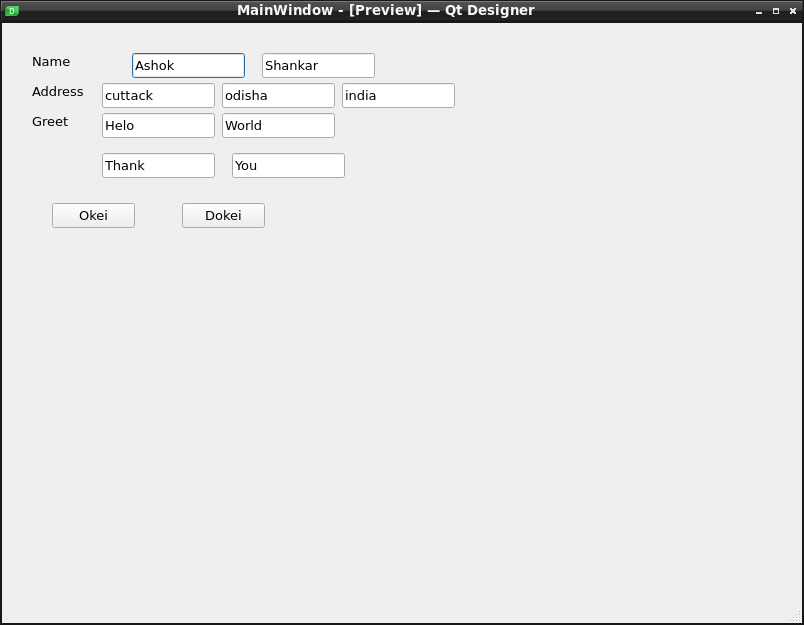 MainWindow - [Preview] — Qt Designer
Name Ashok Shankar
Address cuttack odisha india
Greet Helo World
Thank You
Okei Dokei